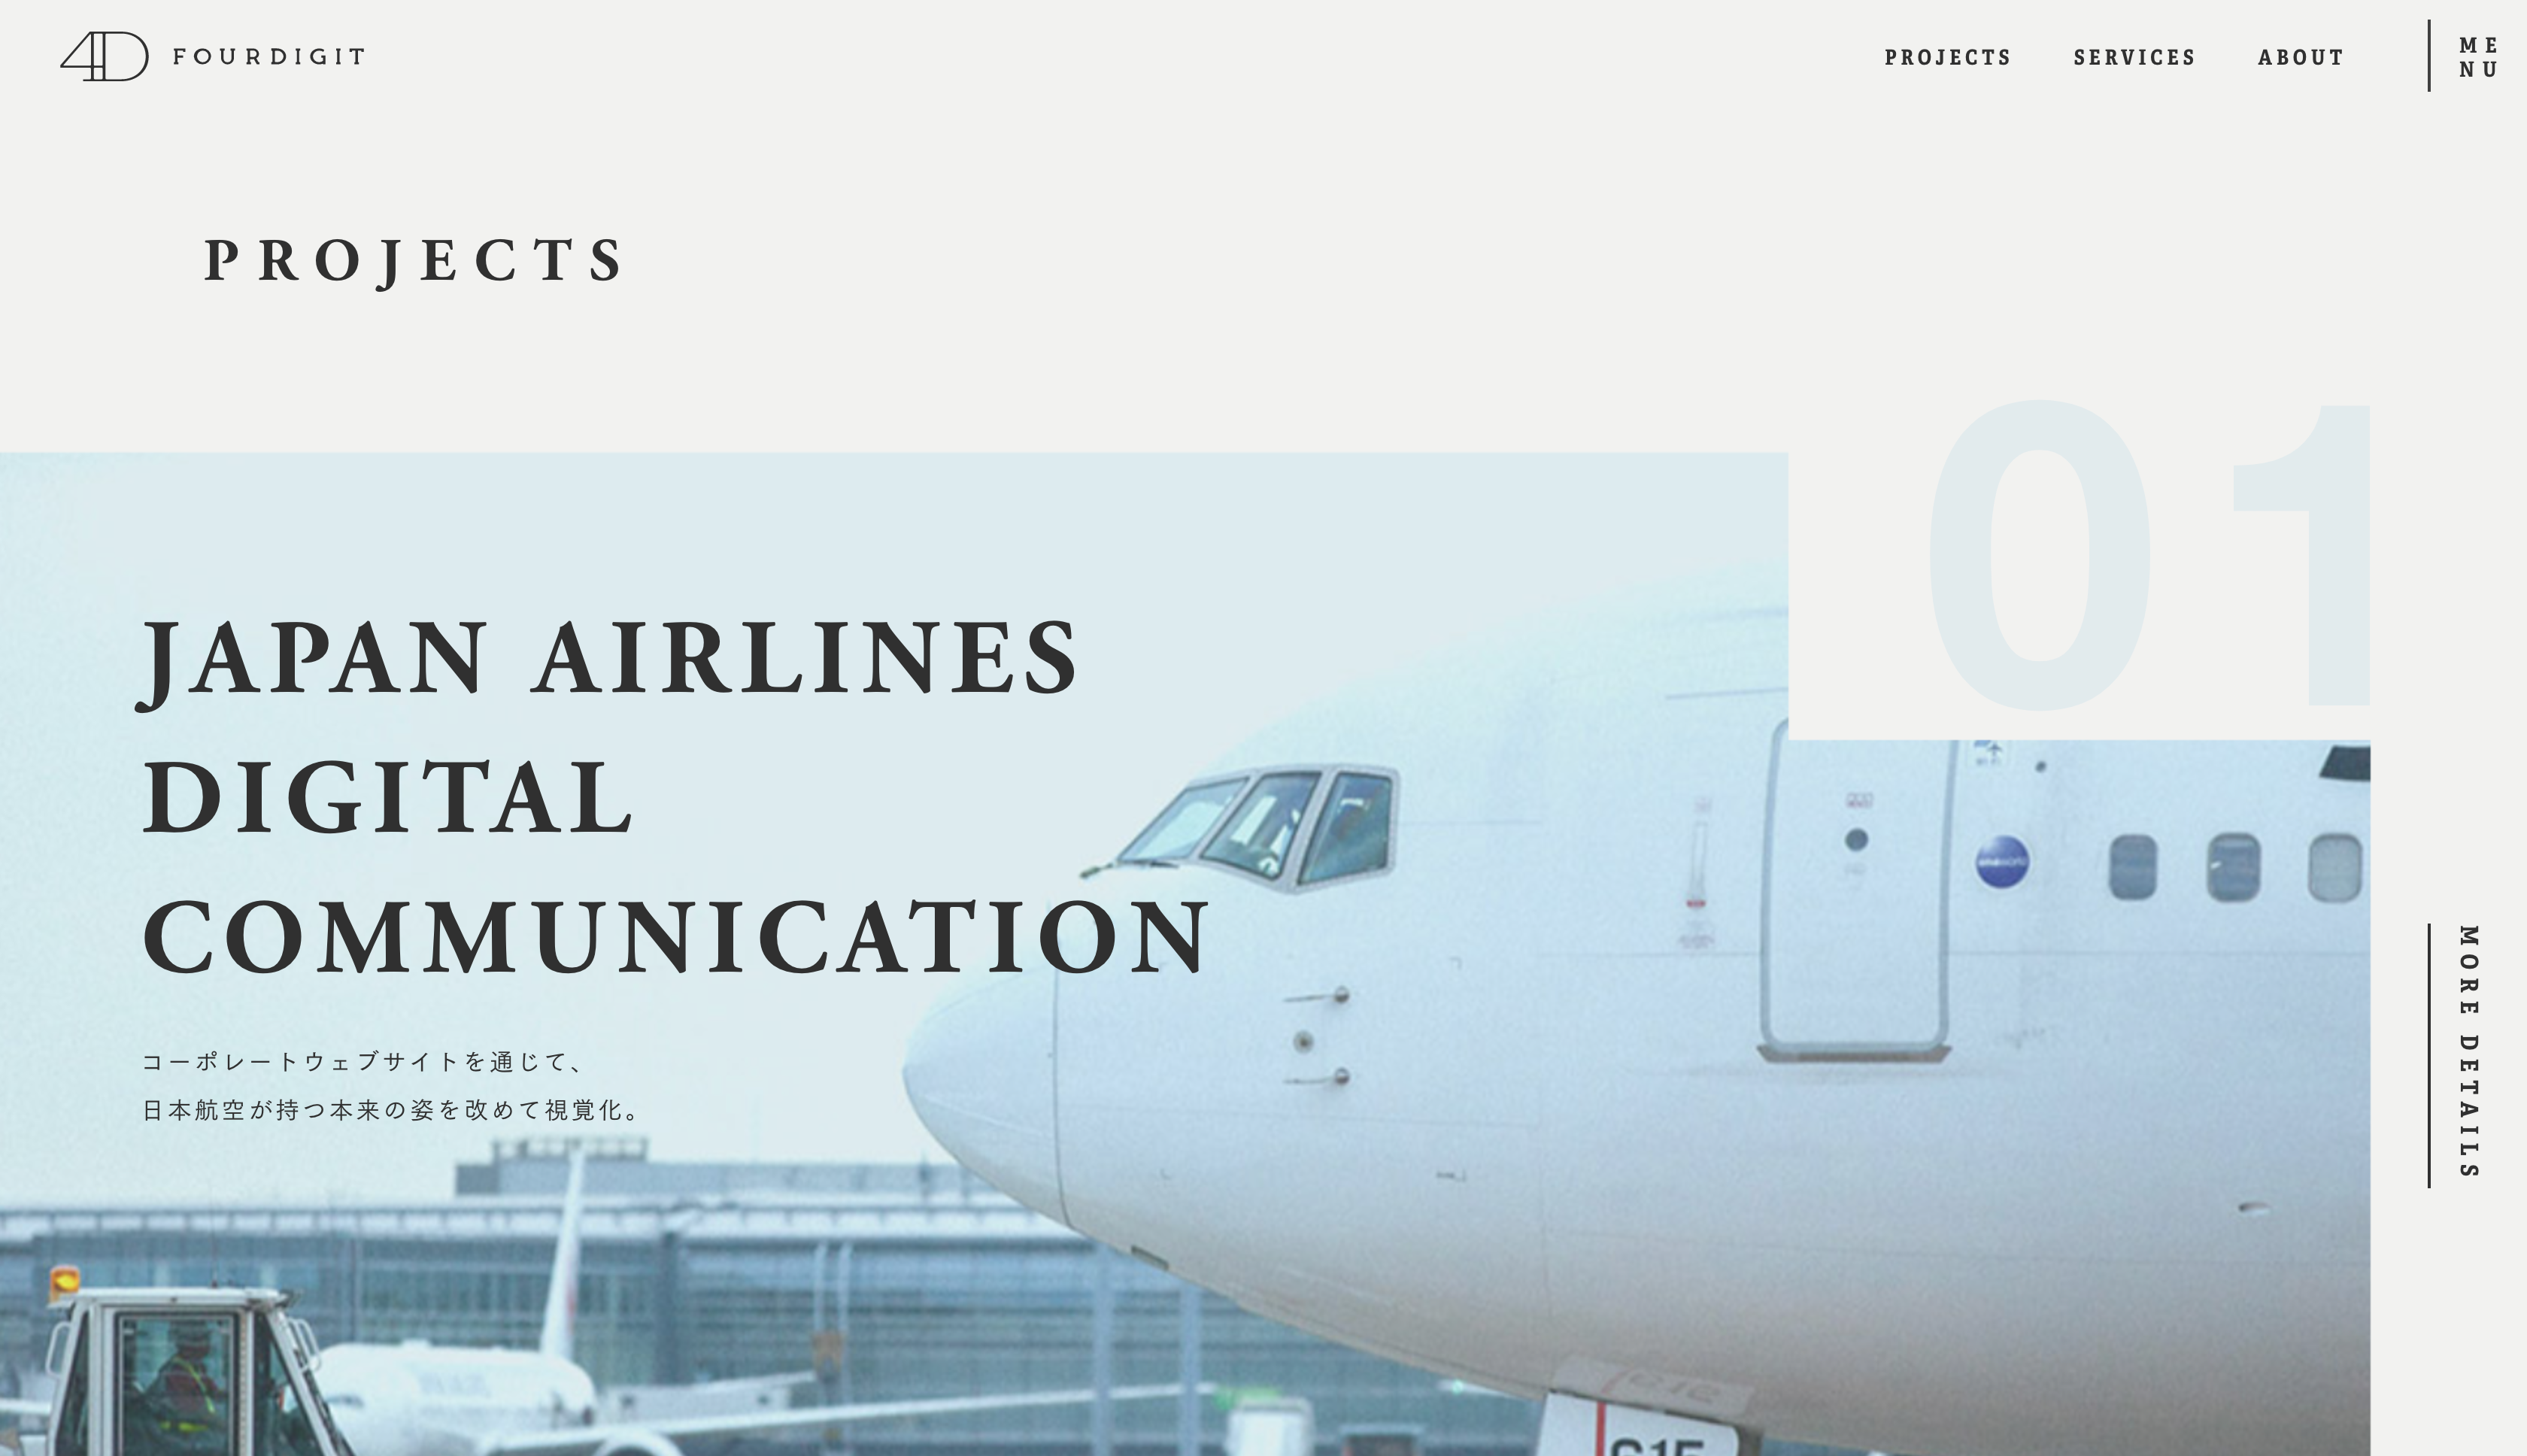 4D FOURDIGIT
PROJECTS SERVICES ABOUT
ME
NU
PROJECTS
01
JAPAN AIRLINES
DIGITAL
COMMUNICATION
コーポレートウェブサイトを通じて、
日本航空が持つ本来の姿を改めて視覚化。
MORE DETAILS